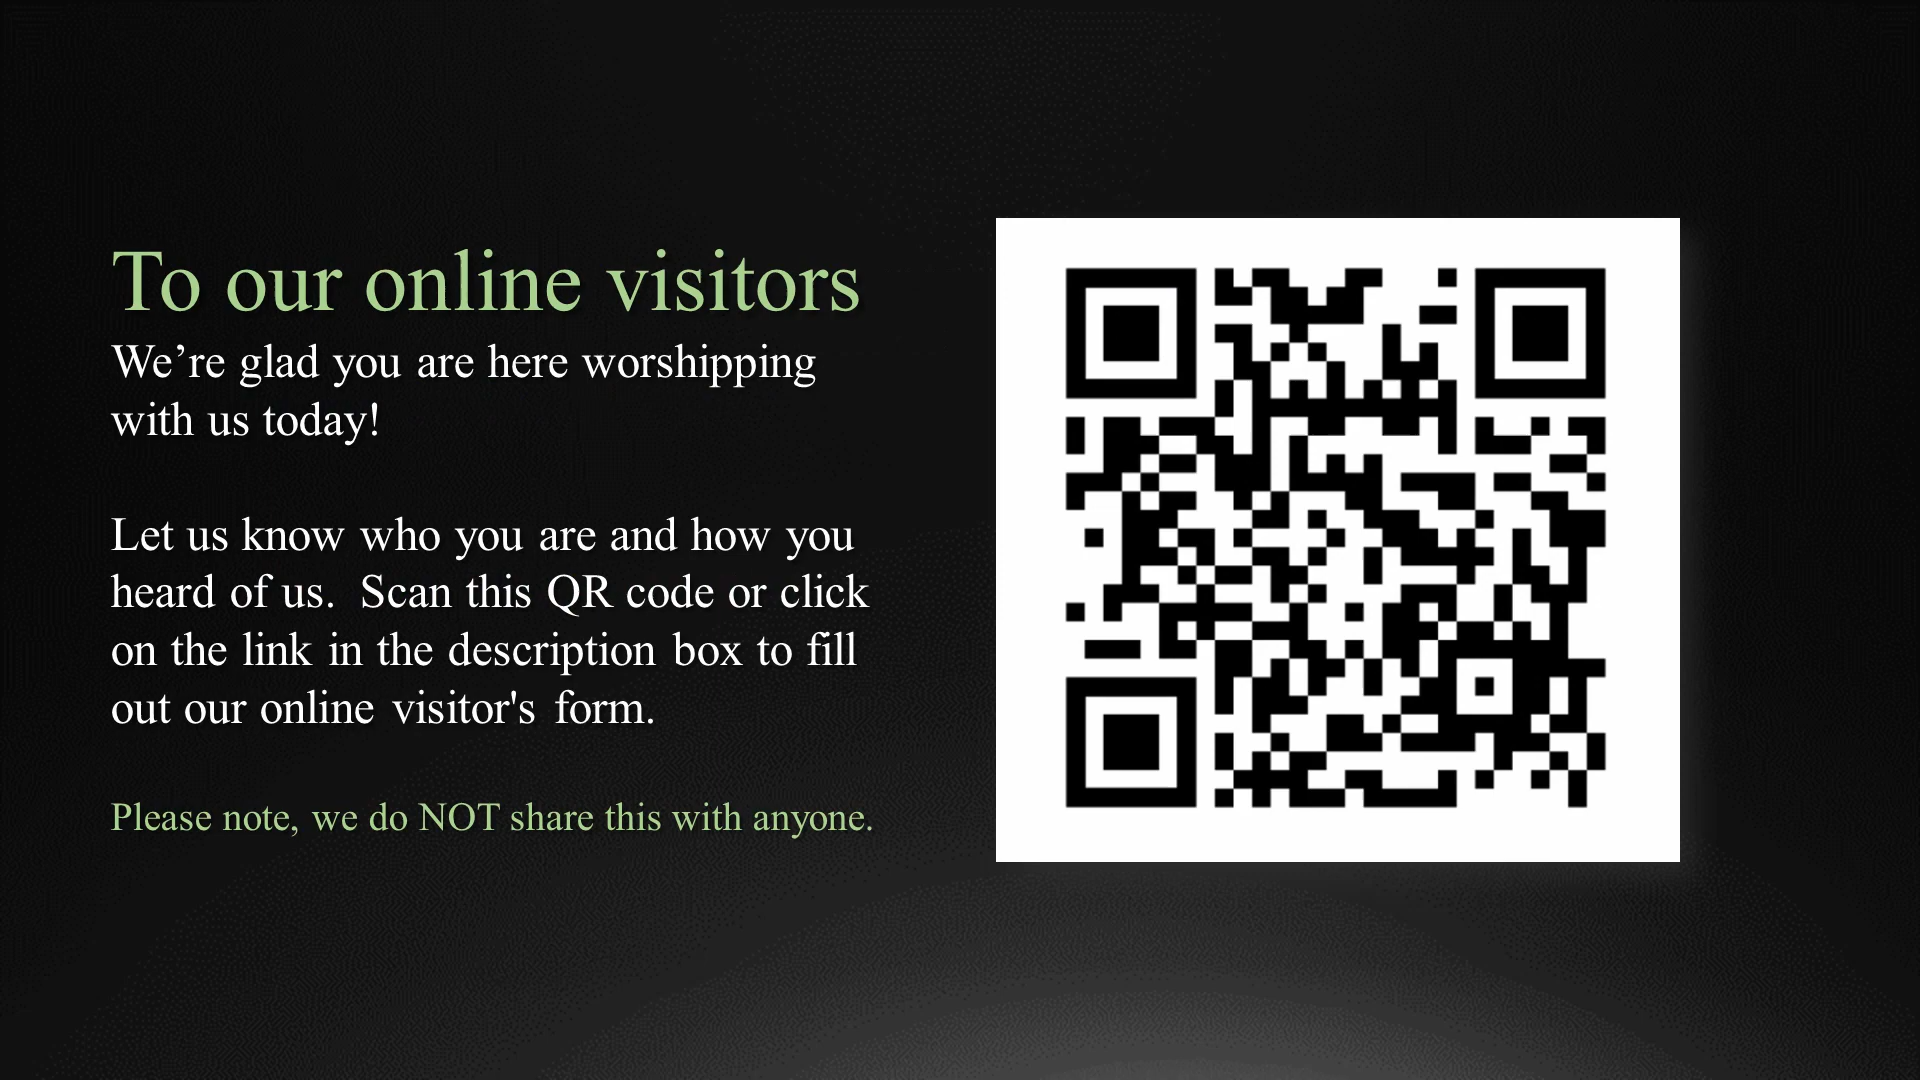 To our online visitors
We’re glad you are here worshipping
with us today!
Let us know who you are and how you
heard of us.  Scan this QR code or click
on the link in the description box to fill
out our online visitor's form.
Please note, we do NOT share this with anyone.